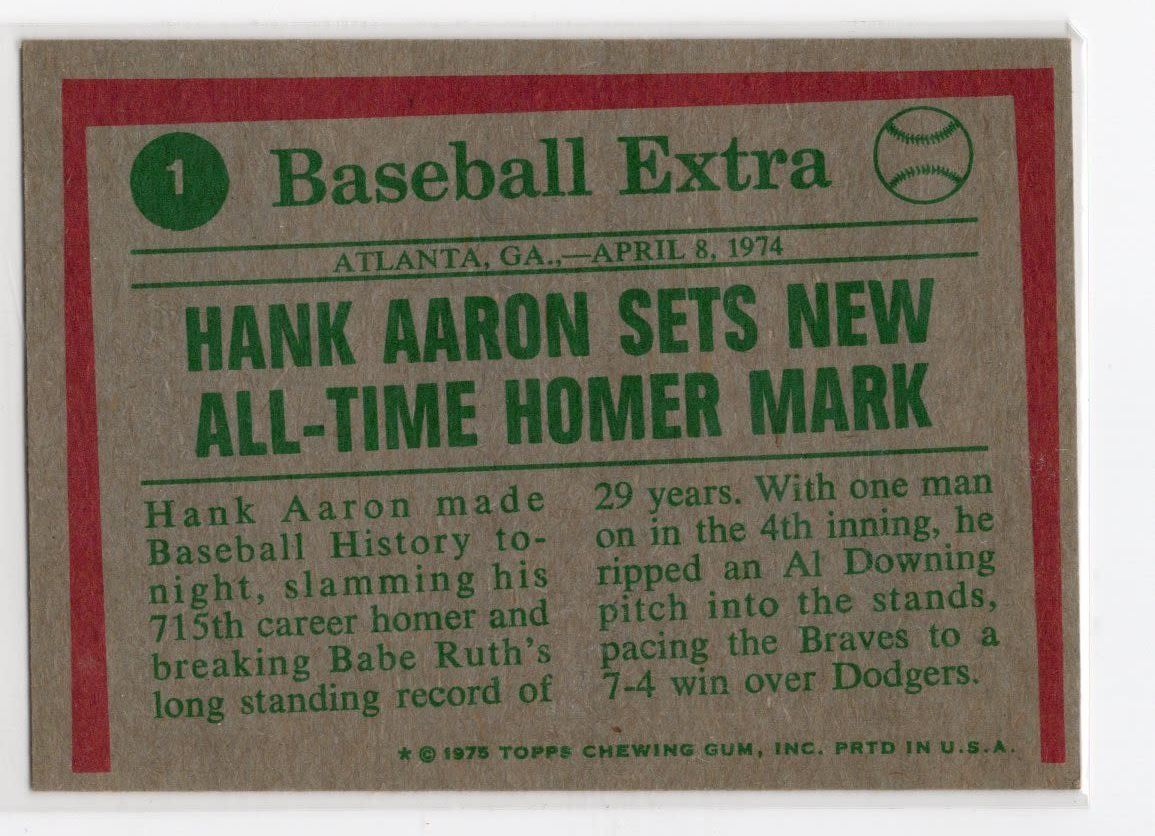 1 Baseball Extra
ATLANTA, GA.,—APRIL 8, 1974
HANK AARON SETS NEW
ALL-TIME HOMER MARK
Hank Aaron made
Baseball History to-
night, slamming his
715th career homer and
breaking Babe Ruth's
long standing record of
29 years. With one man
on in the 4th inning, he
ripped an Al Downing
pitch into the stands,
pacing the Braves to a
7-4 win over Dodgers.
* © 1975 TOPPS CHEWING GUM, INC. PRTD IN U.S.A.